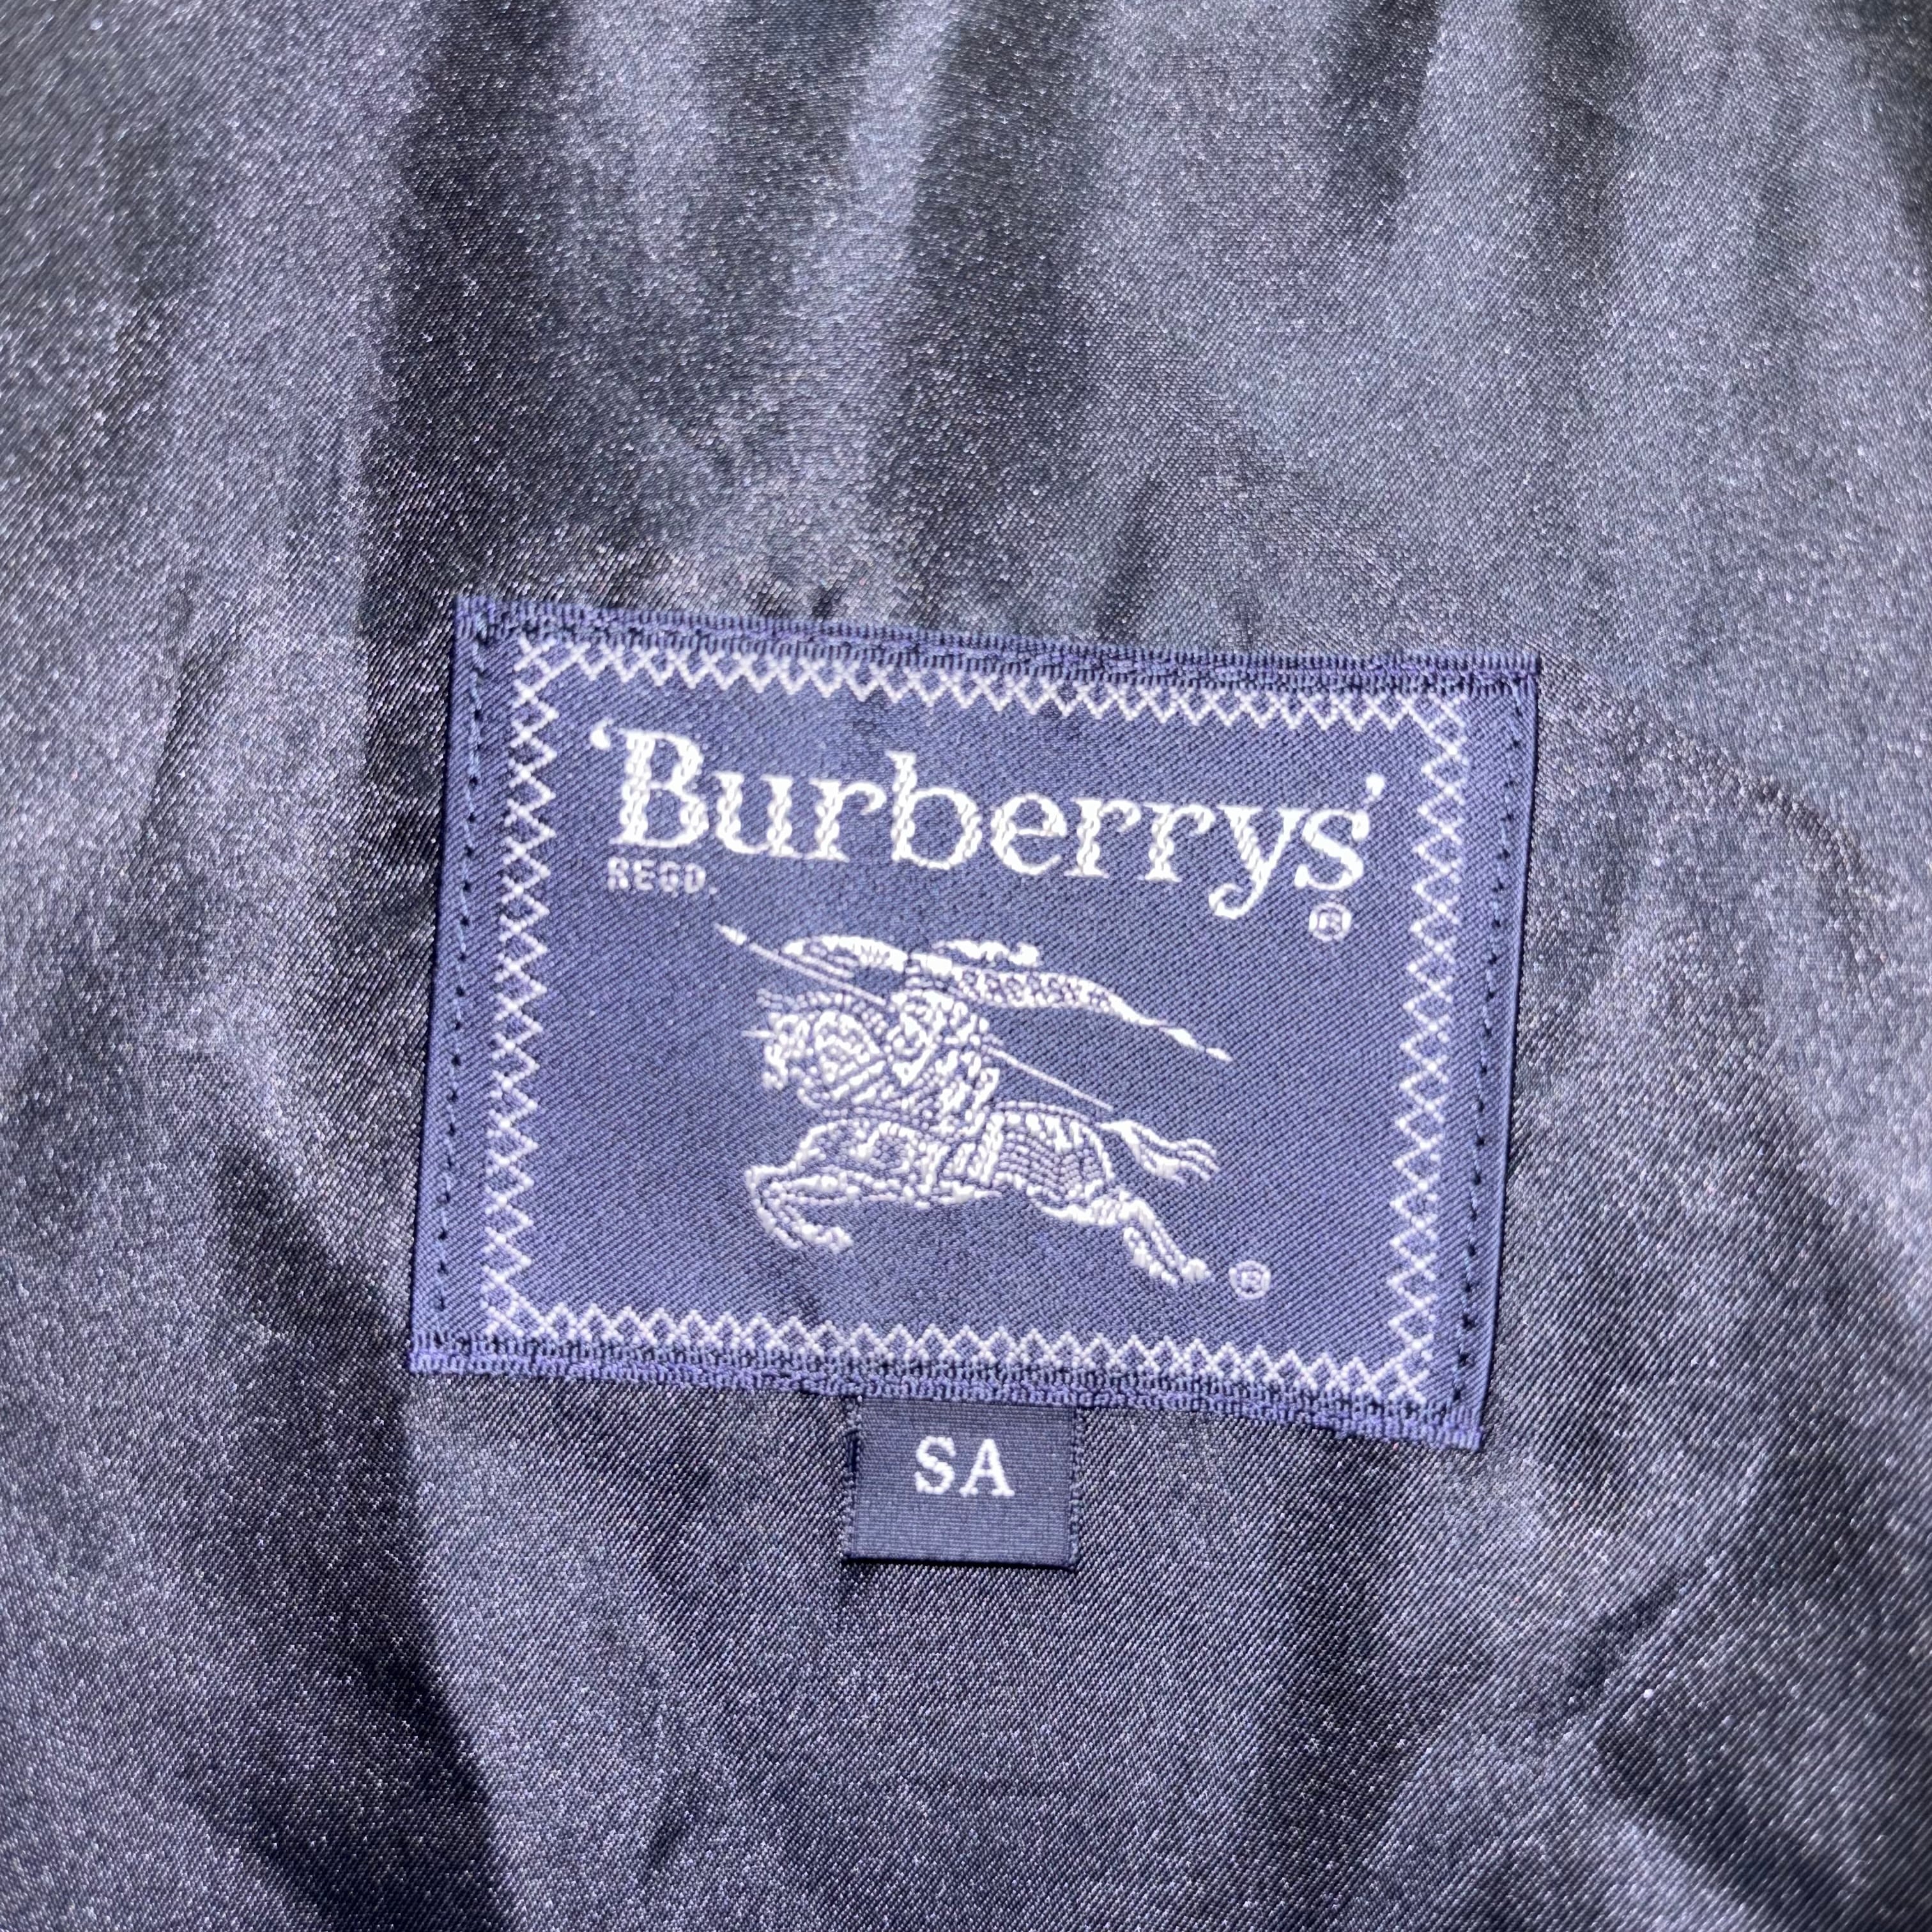 ‘Burberrys’
REGD.
®
®
SA